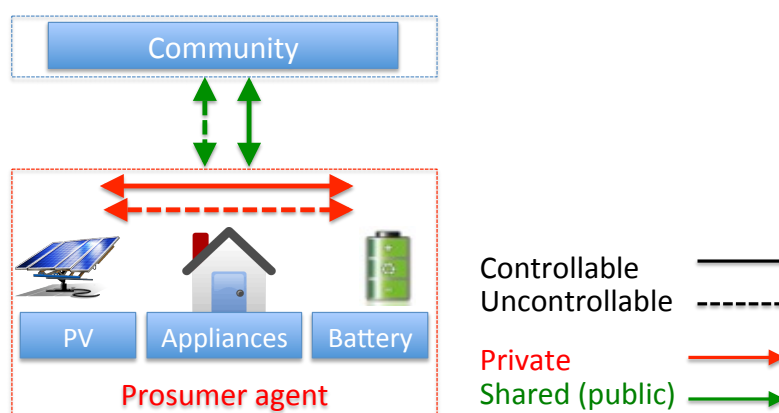 Community
PV
Appliances
Battery
Prosumer agent
Controllable
Uncontrollable
Private
Shared (public)